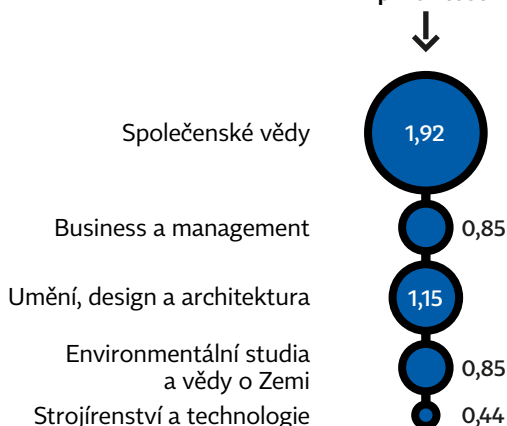 Společenské vědy
1,92
Business a management
0,85
Umění, design a architektura
1,15
Environmentální studia
a vědy o Zemi
0,85
Strojírenství a technologie
0,44